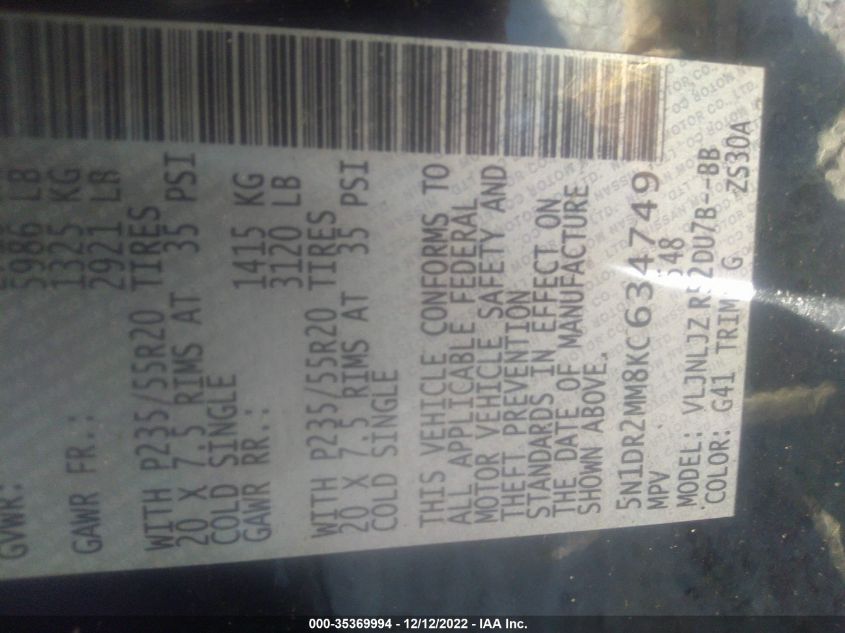 GVWR: 5986 LB
1325 KG
GAWR FR.: 2921 LB
WITH P235/55R20 TIRES
20 X 7.5 RIMS AT 35 PSI
COLD SINGLE
1415 KG
GAWR RR.: 3120 LB
WITH P235/55R20 TIRES
20 X 7.5 RIMS AT 35 PSI
COLD SINGLE
THIS VEHICLE CONFORMS TO
ALL APPLICABLE FEDERAL
MOTOR VEHICLE SAFETY AND
THEFT PREVENTION
STANDARDS IN EFFECT ON
THE DATE OF MANUFACTURE
SHOWN ABOVE.
5N1DR2MM8KC634749
MPV
MODEL: VLJNLJZ R52DU7B--BB
COLOR: G41 TRIM: G ZS30A
000-35369994 - 12/12/2022 - IAA Inc.